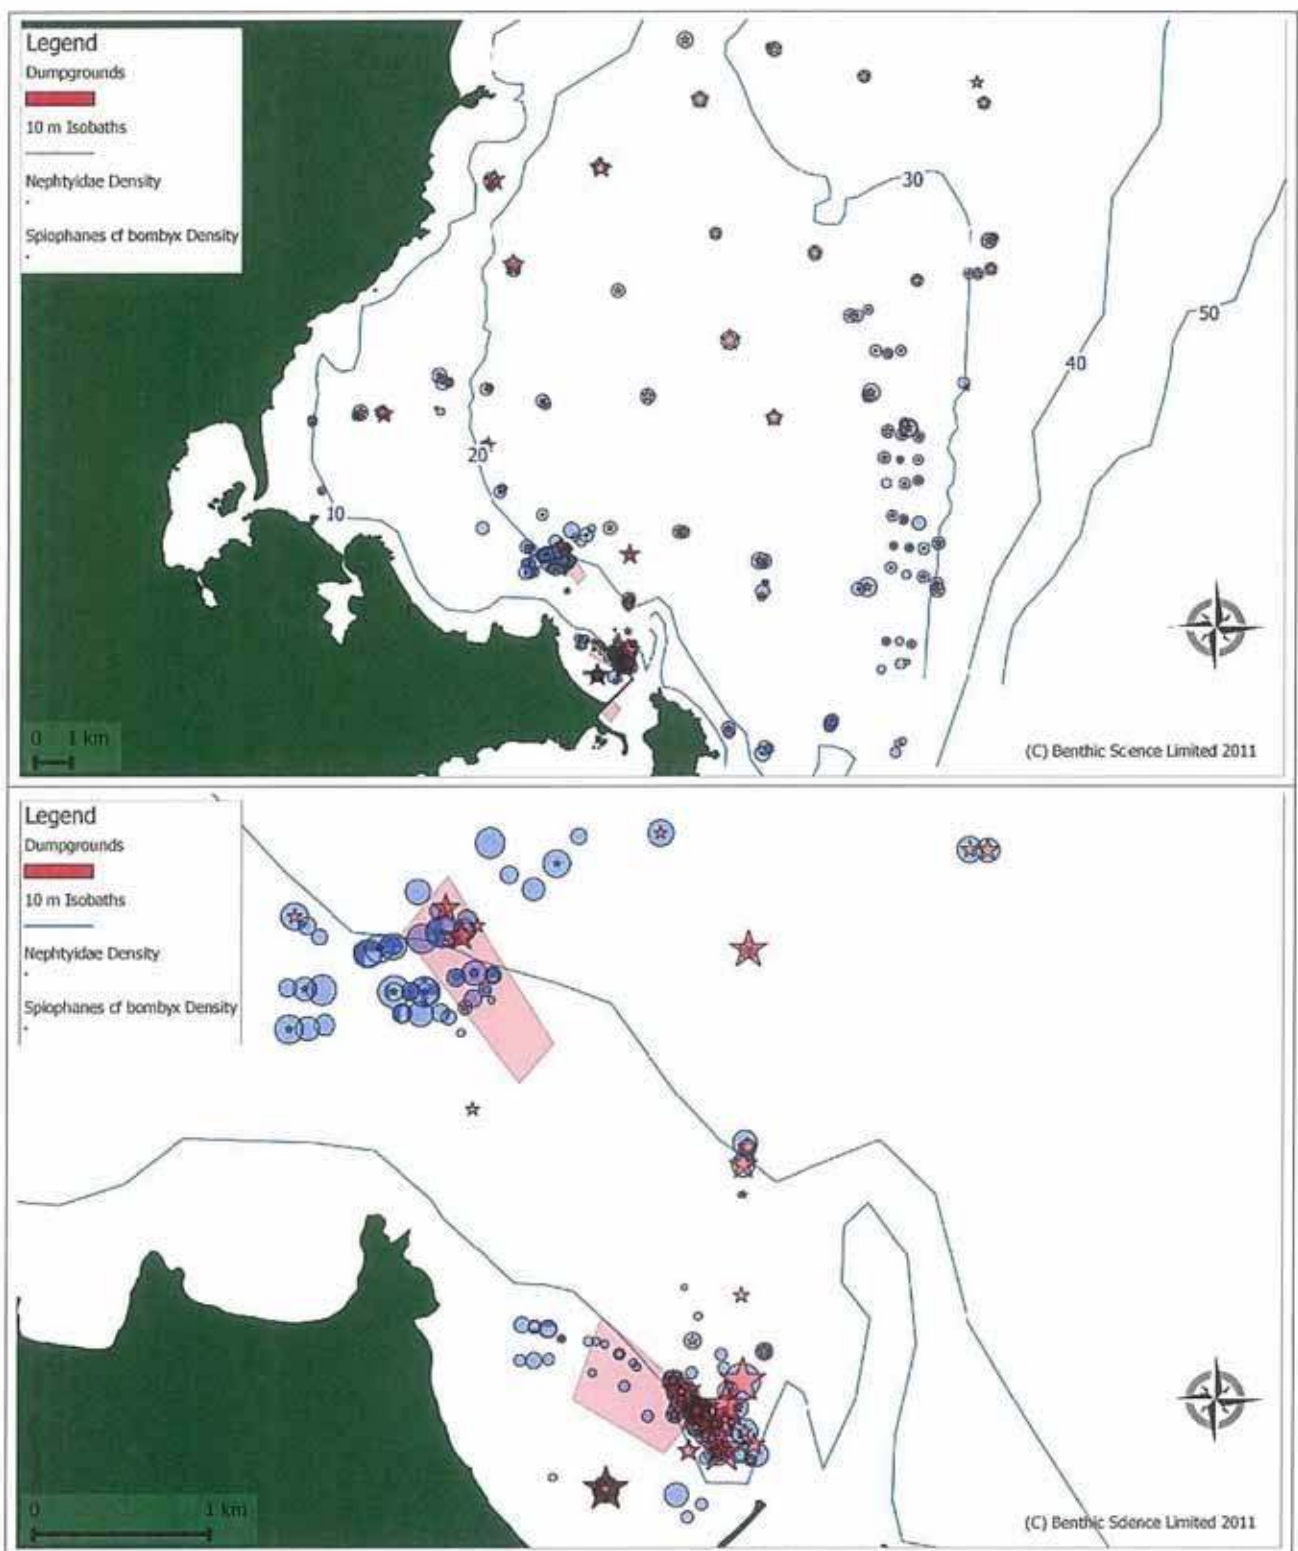 Legend
Dumpgrounds
10 m Isobaths
Nephtyidae Density
Spiophanes cf bombyx Density
30
50
40
20
10
0 1 km
(C) Benthic Science Limited 2011
Legend
Dumpgrounds
10 m Isobaths
Nephtyidae Density
Spiophanes cf bombyx Density
0 1 km
(C) Benthic Science Limited 2011